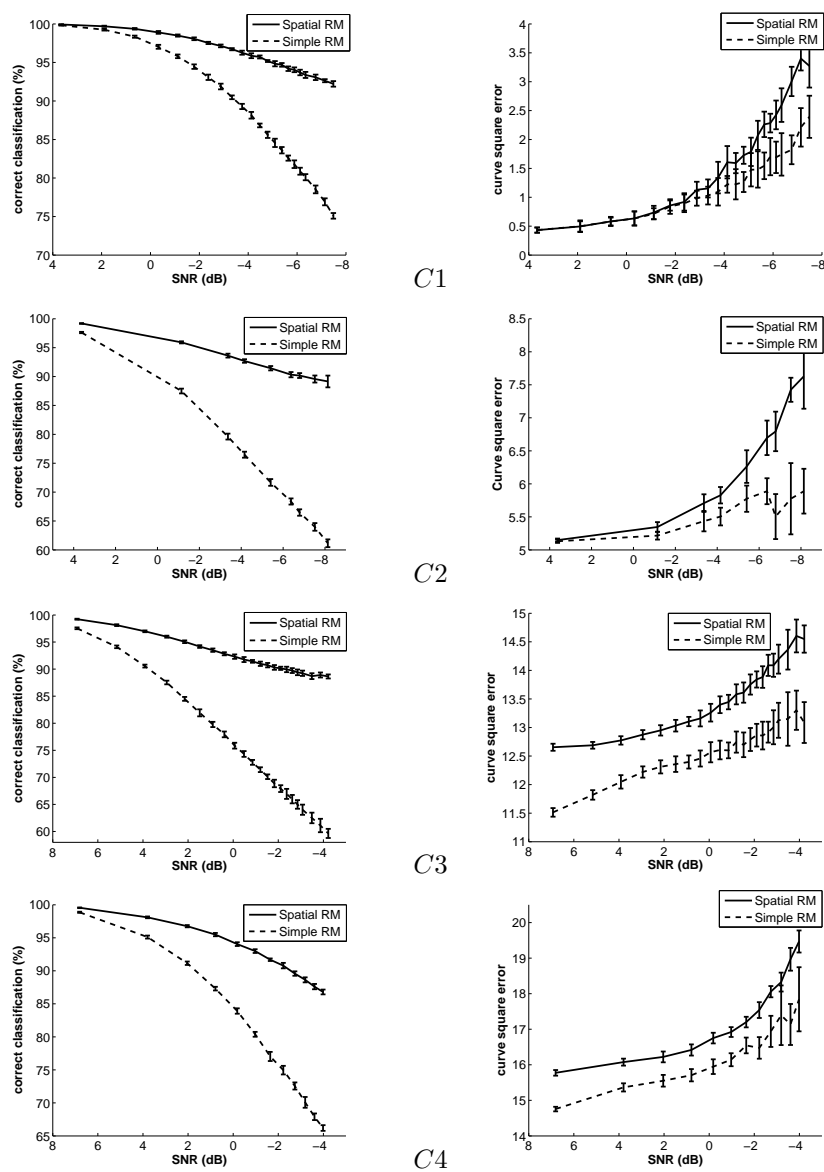 100
95
90
85
80
75
70
correct classification (%)
4 2 0 −2 −4 −6 −8
SNR (dB)
Spatial RM
Simple RM
4
3.5
3
2.5
2
1.5
1
0.5
0
curve square error
4 2 0 −2 −4 −6 −8
SNR (dB)
Spatial RM
Simple RM
C1
100
95
90
85
80
75
70
65
60
correct classification (%)
4 2 0 −2 −4 −6 −8
SNR (dB)
Spatial RM
Simple RM
8.5
8
7.5
7
6.5
6
5.5
5
Curve square error
4 2 0 −2 −4 −6 −8
SNR (dB)
Spatial RM
Simple RM
C2
100
95
90
85
80
75
70
65
60
correct classification (%)
8 6 4 2 0 −2 −4
SNR (dB)
Spatial RM
Simple RM
15
14.5
14
13.5
13
12.5
12
11.5
11
curve square error
8 6 4 2 0 −2 −4
SNR (dB)
Spatial RM
Simple RM
C3
100
95
90
85
80
75
70
65
correct classification (%)
8 6 4 2 0 −2 −4
SNR (dB)
Spatial RM
Simple RM
20
19
18
17
16
15
14
curve square error
8 6 4 2 0 −2 −4
SNR (dB)
Spatial RM
Simple RM
C4